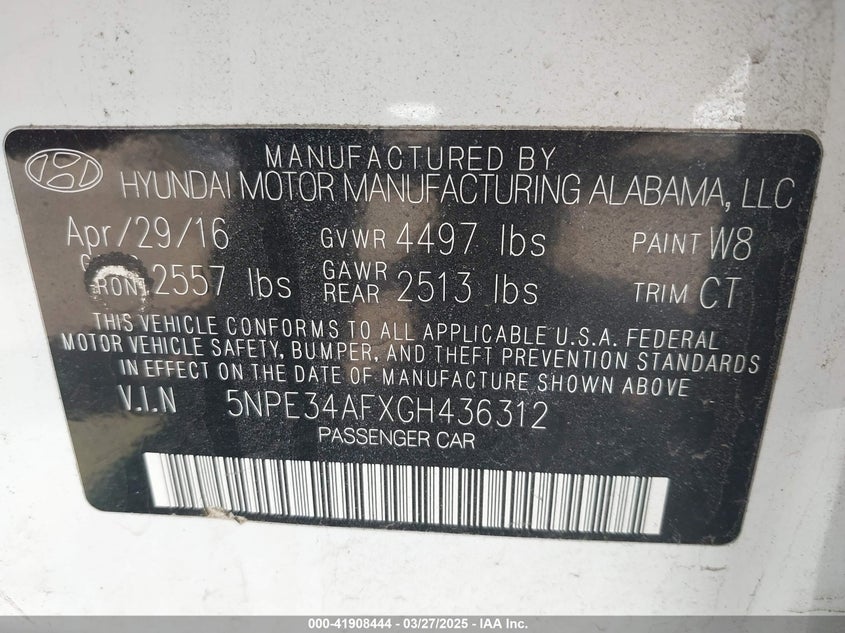 MANUFACTURED BY
HYUNDAI MOTOR MANUFACTURING ALABAMA, LLC
Apr/29/16 GVWR 4497 lbs PAINT W8
2557 lbs GAWR REAR 2513 lbs TRIM CT
THIS VEHICLE CONFORMS TO ALL APPLICABLE U.S.A. FEDERAL
MOTOR VEHICLE SAFETY, BUMPER, AND THEFT PREVENTION STANDARDS
IN EFFECT ON THE DATE OF MANUFACTURE SHOWN ABOVE
V.I.N 5NPE34AFXGH436312
PASSENGER CAR
000-41908444 — 03/27/2025 — IAA Inc.